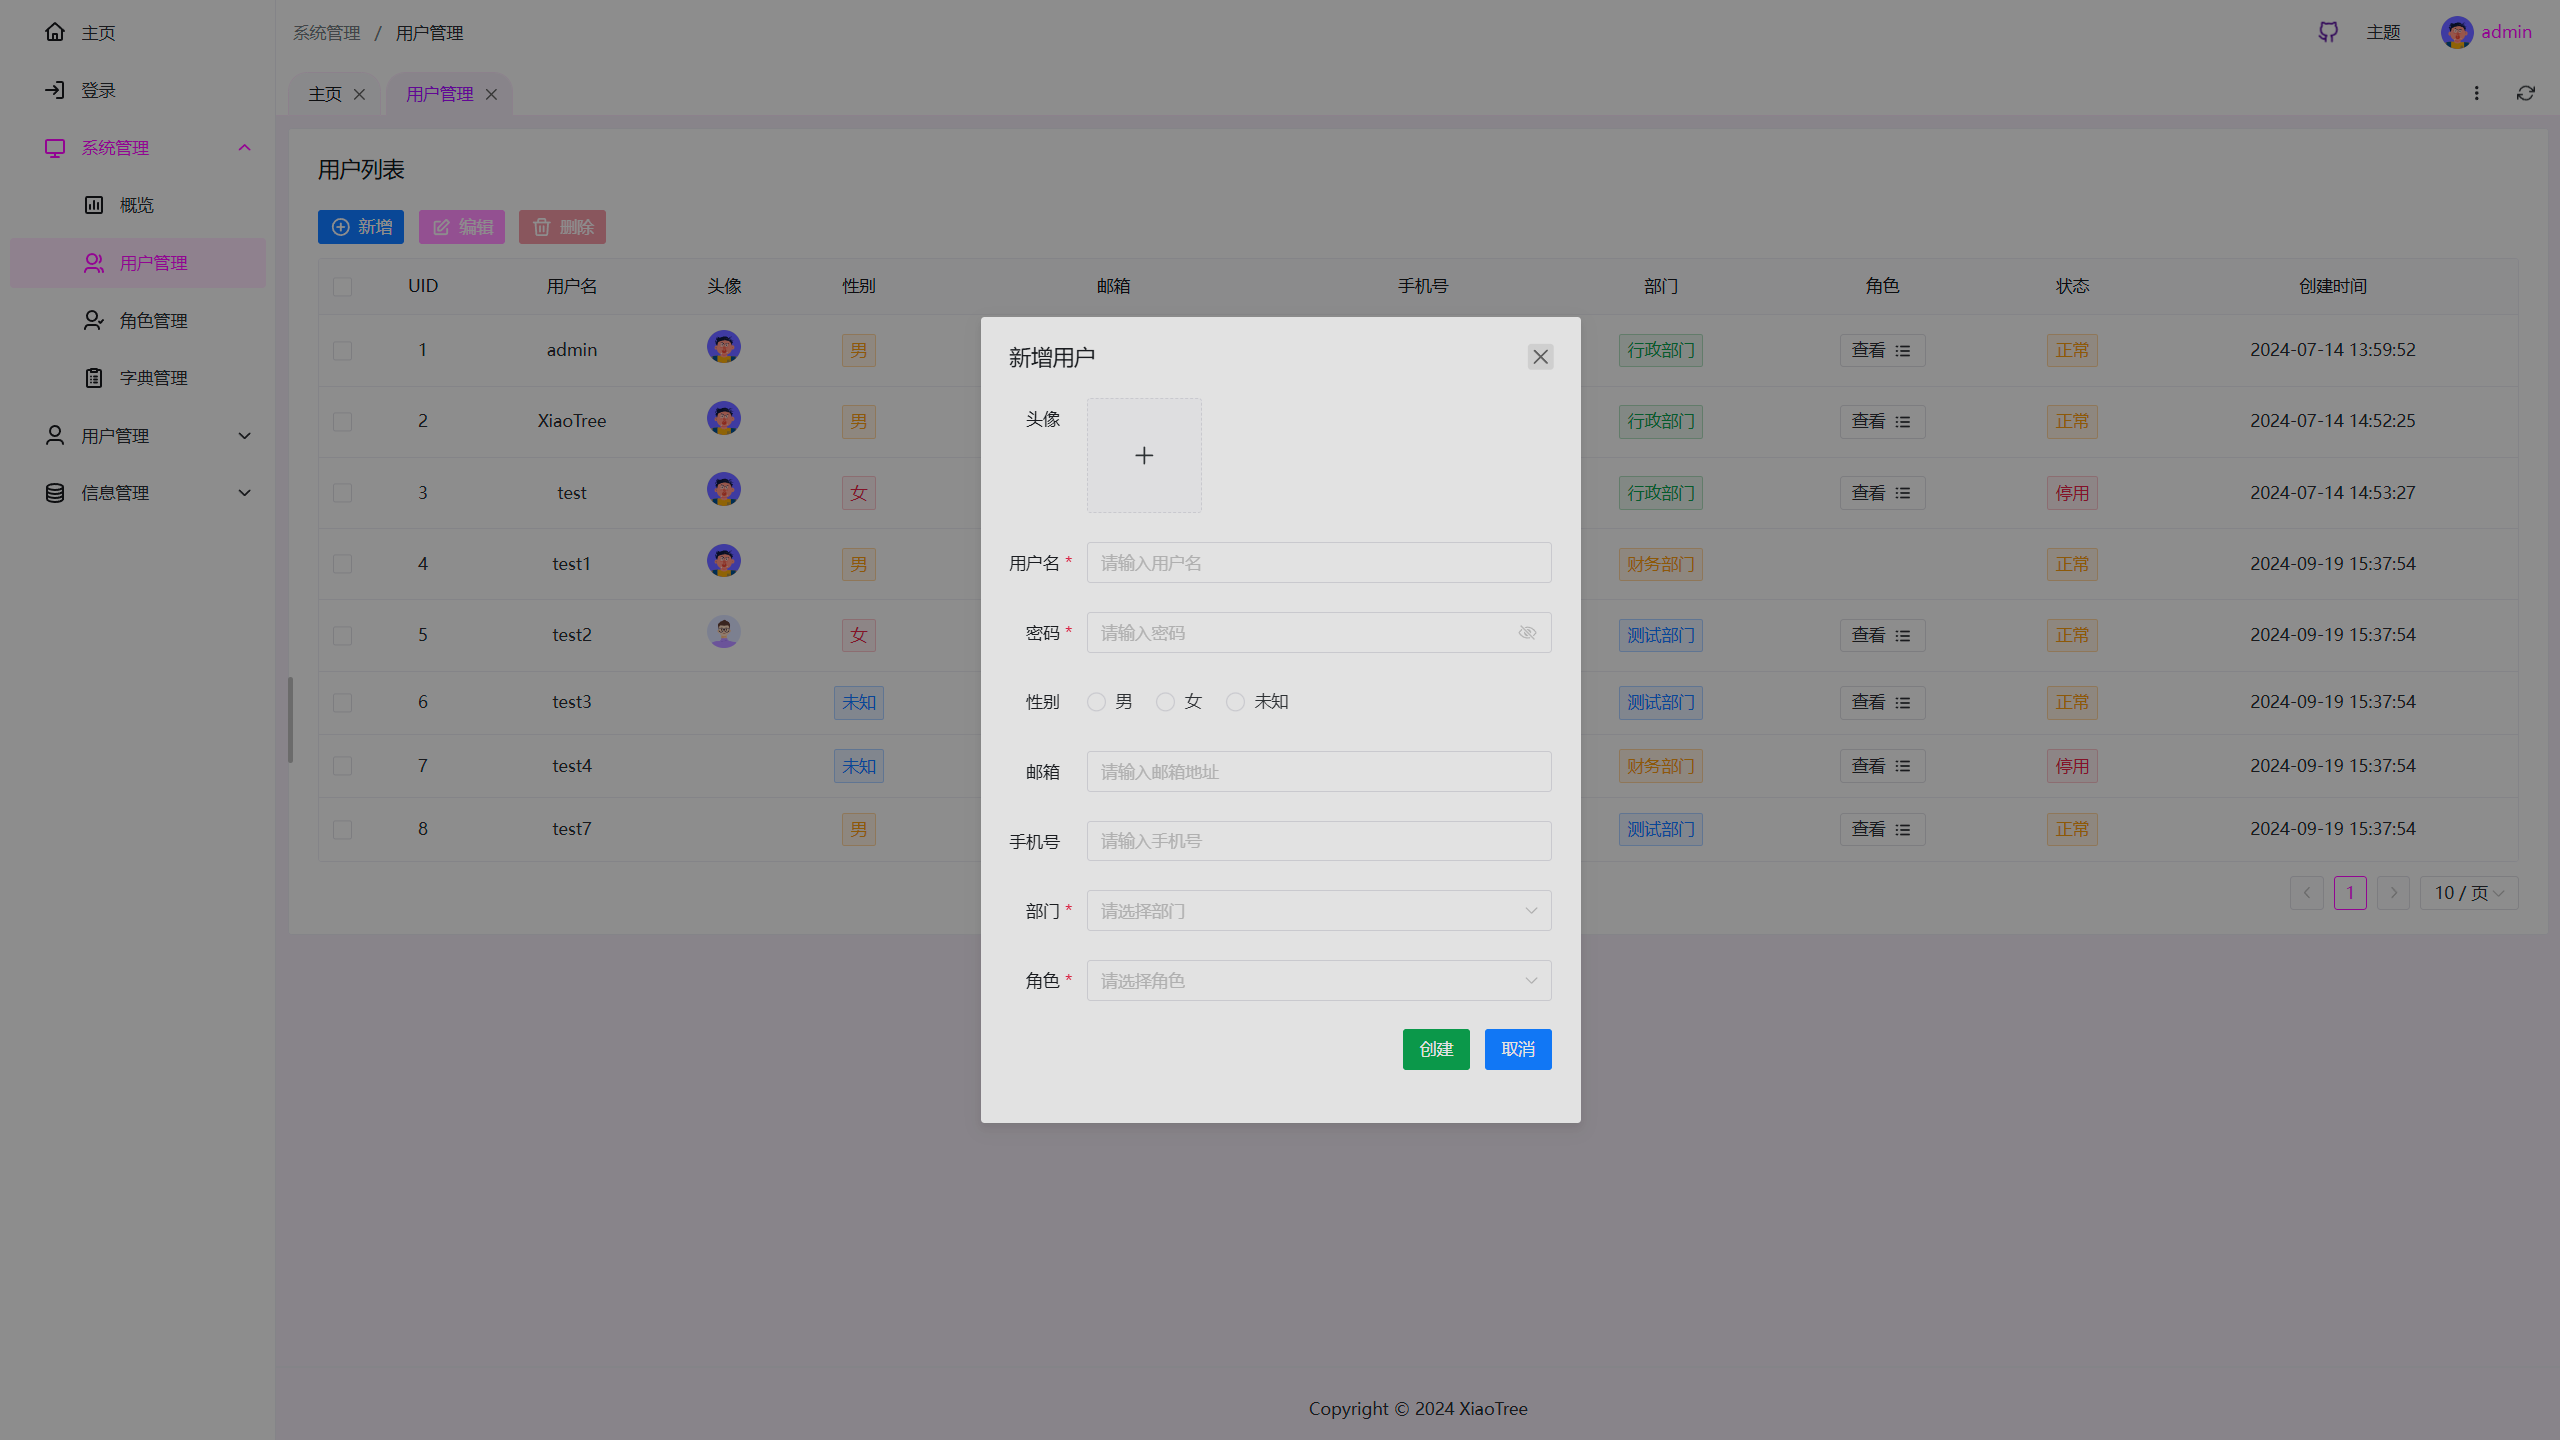 主页
登录
系统管理
概览
用户管理
角色管理
字典管理
用户管理
信息管理
系统管理 / 用户管理
主题 admin
主页 用户管理
用户列表
新增 编辑 删除
UID 用户名 头像 性别 邮箱 手机号 部门 角色 状态 创建时间
1 admin 男 行政部门 查看 正常 2024-07-14 13:59:52
2 XiaoTree 男 行政部门 查看 正常 2024-07-14 14:52:25
3 test 女 行政部门 查看 停用 2024-07-14 14:53:27
4 test1 男 财务部门 正常 2024-09-19 15:37:54
5 test2 女 测试部门 查看 正常 2024-09-19 15:37:54
6 test3 未知 测试部门 查看 正常 2024-09-19 15:37:54
7 test4 未知 财务部门 查看 停用 2024-09-19 15:37:54
8 test7 男 测试部门 查看 正常 2024-09-19 15:37:54
1 10 / 页
新增用户
头像
用户名 * 请输入用户名
密码 * 请输入密码
性别 男 女 未知
邮箱 请输入邮箱地址
手机号 请输入手机号
部门 * 请选择部门
角色 * 请选择角色
创建 取消
Copyright © 2024 XiaoTree